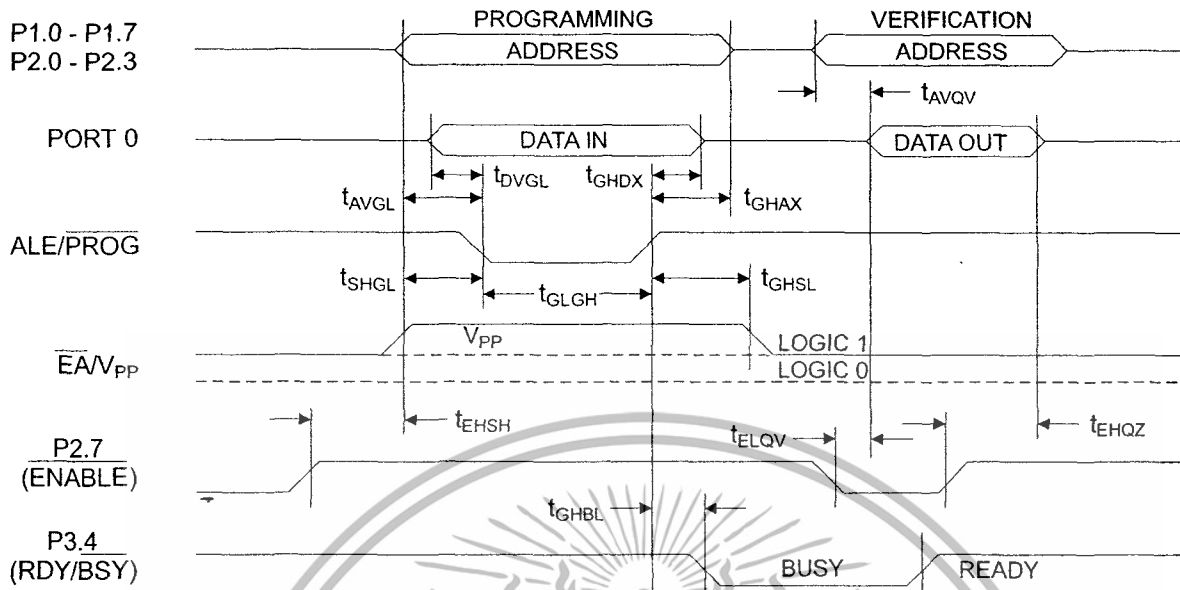 PROGRAMMING VERIFICATION
P1.0 - P1.7
P2.0 - P2.3
ADDRESS ADDRESS
tAVQV
PORT 0 DATA IN DATA OUT
tDVGL tGHDX
tAVGL tGHAX
ALE/PROG
tSHGL tGLGH tGHSL
EA/VPP VPP LOGIC 1
LOGIC 0
tEHSH tELQV tEHQZ
P2.7
(ENABLE)
tGHBL
P3.4
(RDY/BSY) BUSY READY